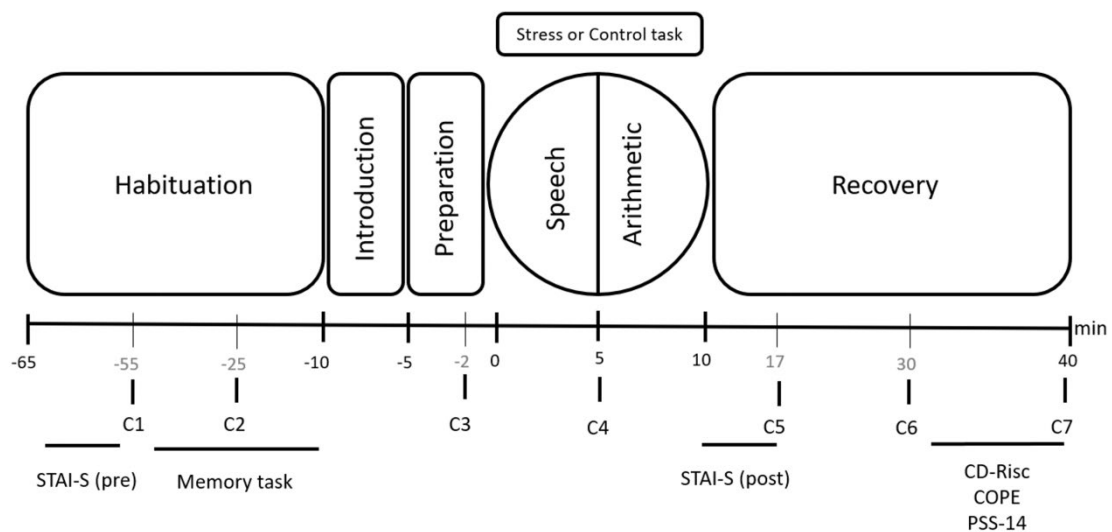 Stress or Control task
Habituation
Introduction
Preparation
Speech
Arithmetic
Recovery
min
-65 -55 -25 -10 -5 -2 0 5 10 17 30 40
C1 C2 C3 C4 C5 C6 C7
STAI-S (pre) Memory task STAI-S (post) CD-Risc
COPE
PSS-14